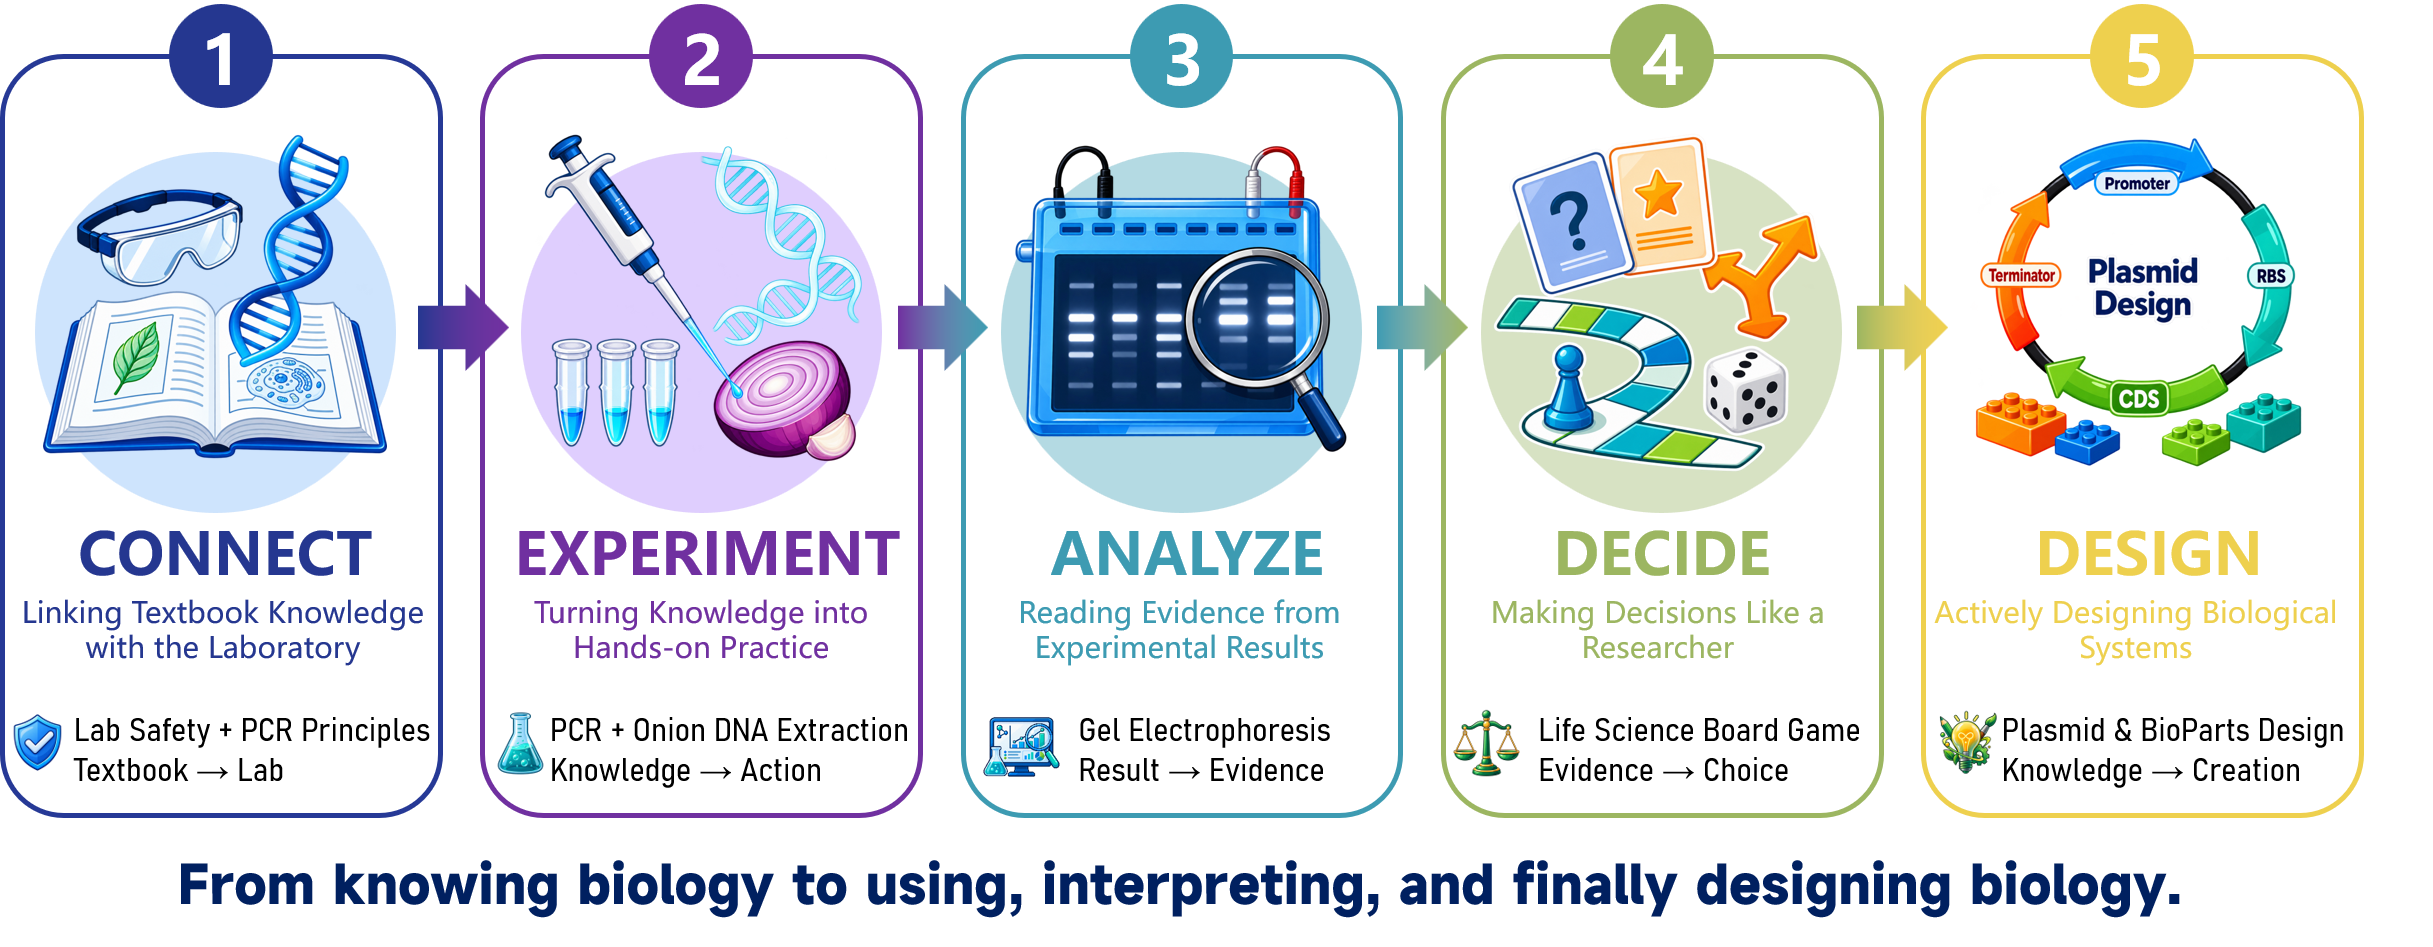 1
2
3
4
5
?
Promoter
RBS
CDS
Terminator
Plasmid
Design
CONNECT
Linking Textbook Knowledge
with the Laboratory
Lab Safety + PCR Principles
Textbook → Lab
EXPERIMENT
Turning Knowledge into
Hands-on Practice
PCR + Onion DNA Extraction
Knowledge → Action
ANALYZE
Reading Evidence from
Experimental Results
Gel Electrophoresis
Result → Evidence
DECIDE
Making Decisions Like a
Researcher
Life Science Board Game
Evidence → Choice
DESIGN
Actively Designing Biological
Systems
Plasmid & BioParts Design
Knowledge → Creation
From knowing biology to using, interpreting, and finally designing biology.